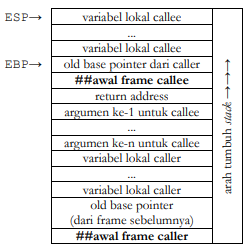 ESP→ variabel lokal callee
...
variabel lokal callee
EBP→ old base pointer dari caller
##awal frame callee
return address
argumen ke-1 untuk callee
...
argumen ke-n untuk callee
variabel lokal caller
...
variabel lokal caller
old base pointer
(dari frame sebelumnya)
##awal frame caller
arah tumbuh stack →→→